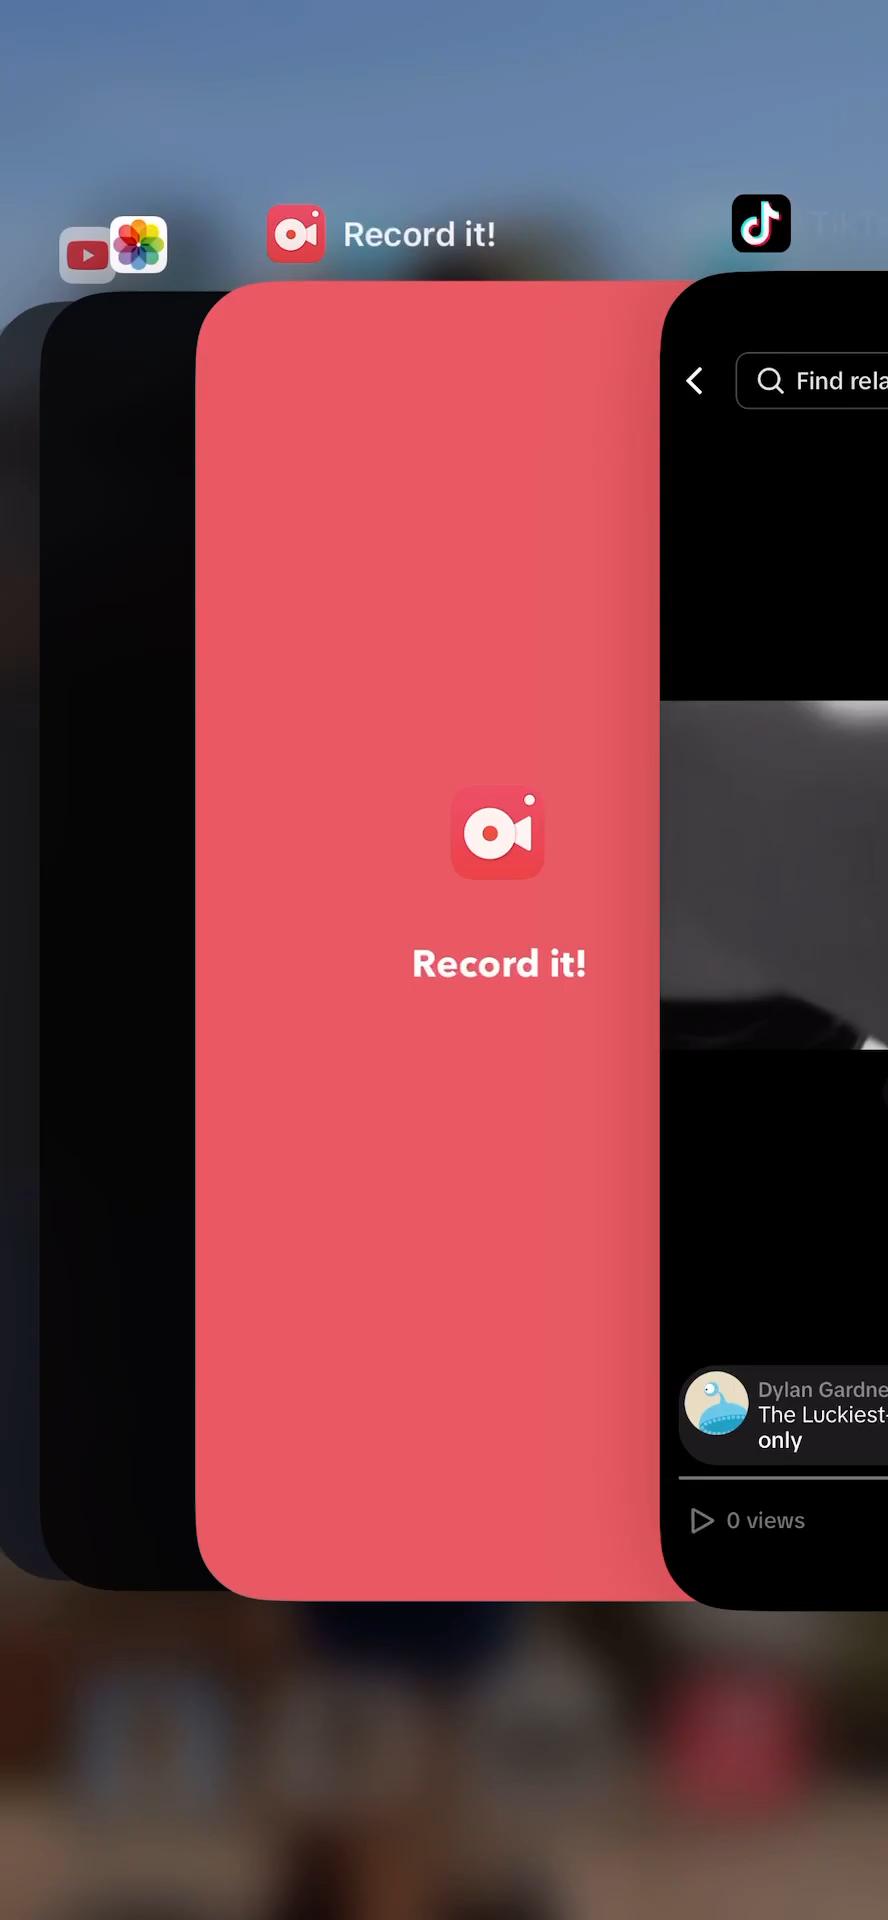 Record it!
Find rela
Record it!
Dylan Gardne
The Luckiest-
only
0 views